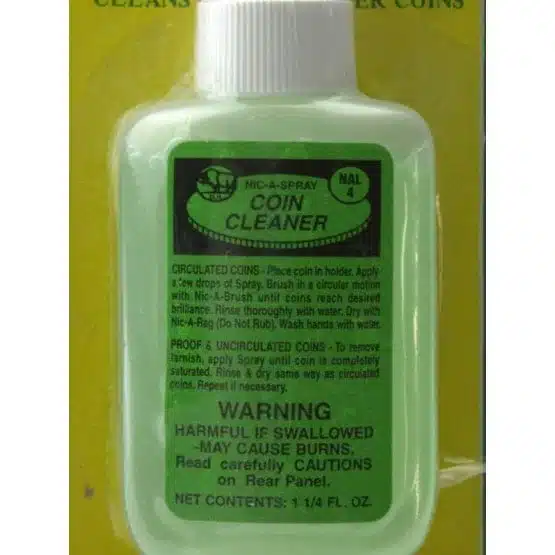 CLEANS ER COINS
NIC-A-SPRAY
NAL
4
COIN
CLEANER
CIRCULATED COINS - Place coin in holder. Apply
a few drops of Spray. Brush in a circular motion
with Nic-A-Brush until coins reach desired
brilliance. Rinse thoroughly with water. Dry with
Nic-A-Rag (Do Not Rub). Wash hands with water.
PROOF & UNCIRCULATED COINS - To remove
tarnish, apply Spray until coin is completely
saturated. Rinse & dry same way as circulated
coins. Repeat if necessary.
WARNING
HARMFUL IF SWALLOWED
-MAY CAUSE BURNS.
Read carefully CAUTIONS
on Rear Panel.
NET CONTENTS: 1 1/4 FL. OZ.